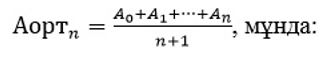 Аорт_n = (A_0+A_1+⋯+A_n)/(n+1), мұнда: